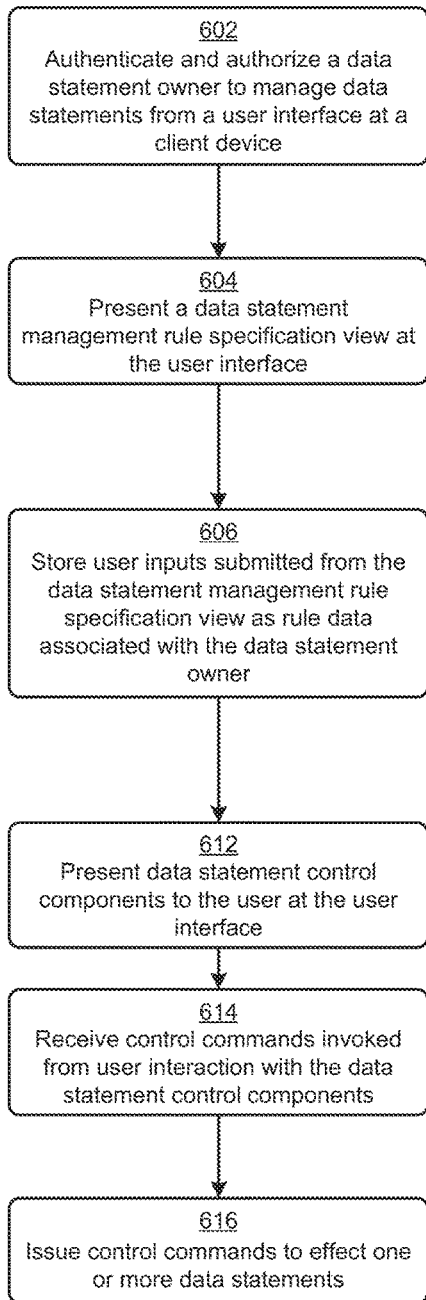 602
Authenticate and authorize a data
statement owner to manage data
statements from a user interface at a
client device
604
Present a data statement
management rule specification view at
the user interface
606
Store user inputs submitted from the
data statement management rule
specification view as rule data
associated with the data statement
owner
612
Present data statement control
components to the user at the user
interface
614
Receive control commands invoked
from user interaction with the data
statement control components
616
Issue control commands to effect one
or more data statements